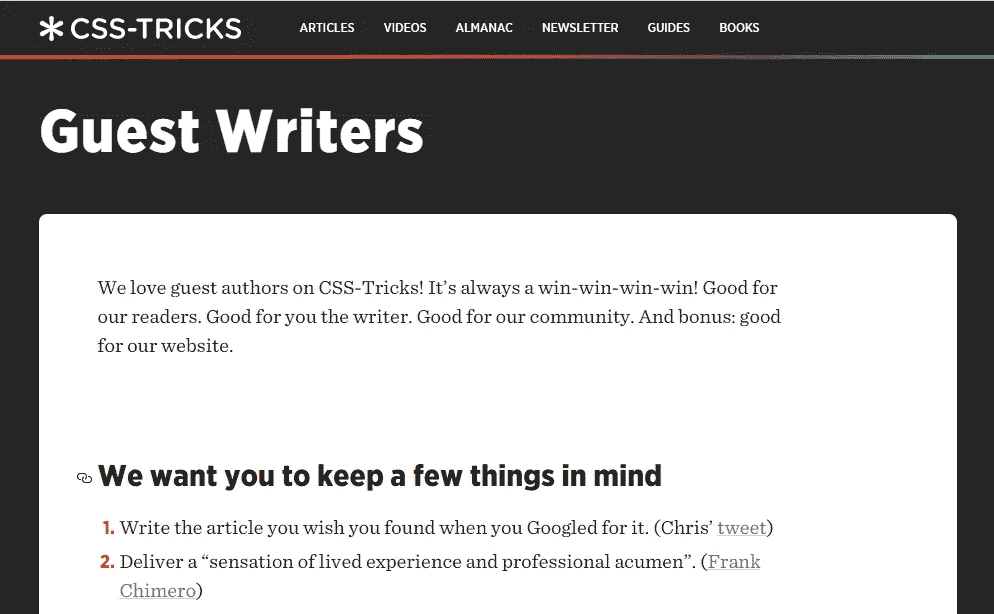 CSS-TRICKS ARTICLES VIDEOS ALMANAC NEWSLETTER GUIDES BOOKS
Guest Writers
We love guest authors on CSS-Tricks! It’s always a win-win-win-win! Good for
our readers. Good for you the writer. Good for our community. And bonus: good
for our website.
We want you to keep a few things in mind
1. Write the article you wish you found when you Googled for it. (Chris’ tweet)
2. Deliver a “sensation of lived experience and professional acumen”. (Frank
Chimero)